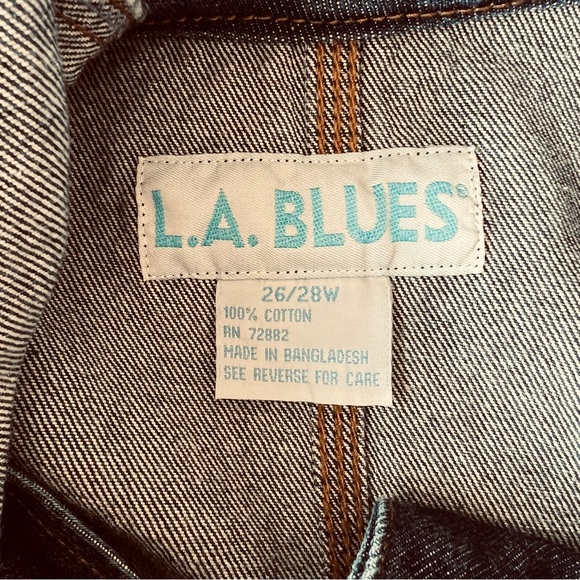 L.A. BLUES®
26/28W
100% COTTON
RN 72882
MADE IN BANGLADESH
SEE REVERSE FOR CARE